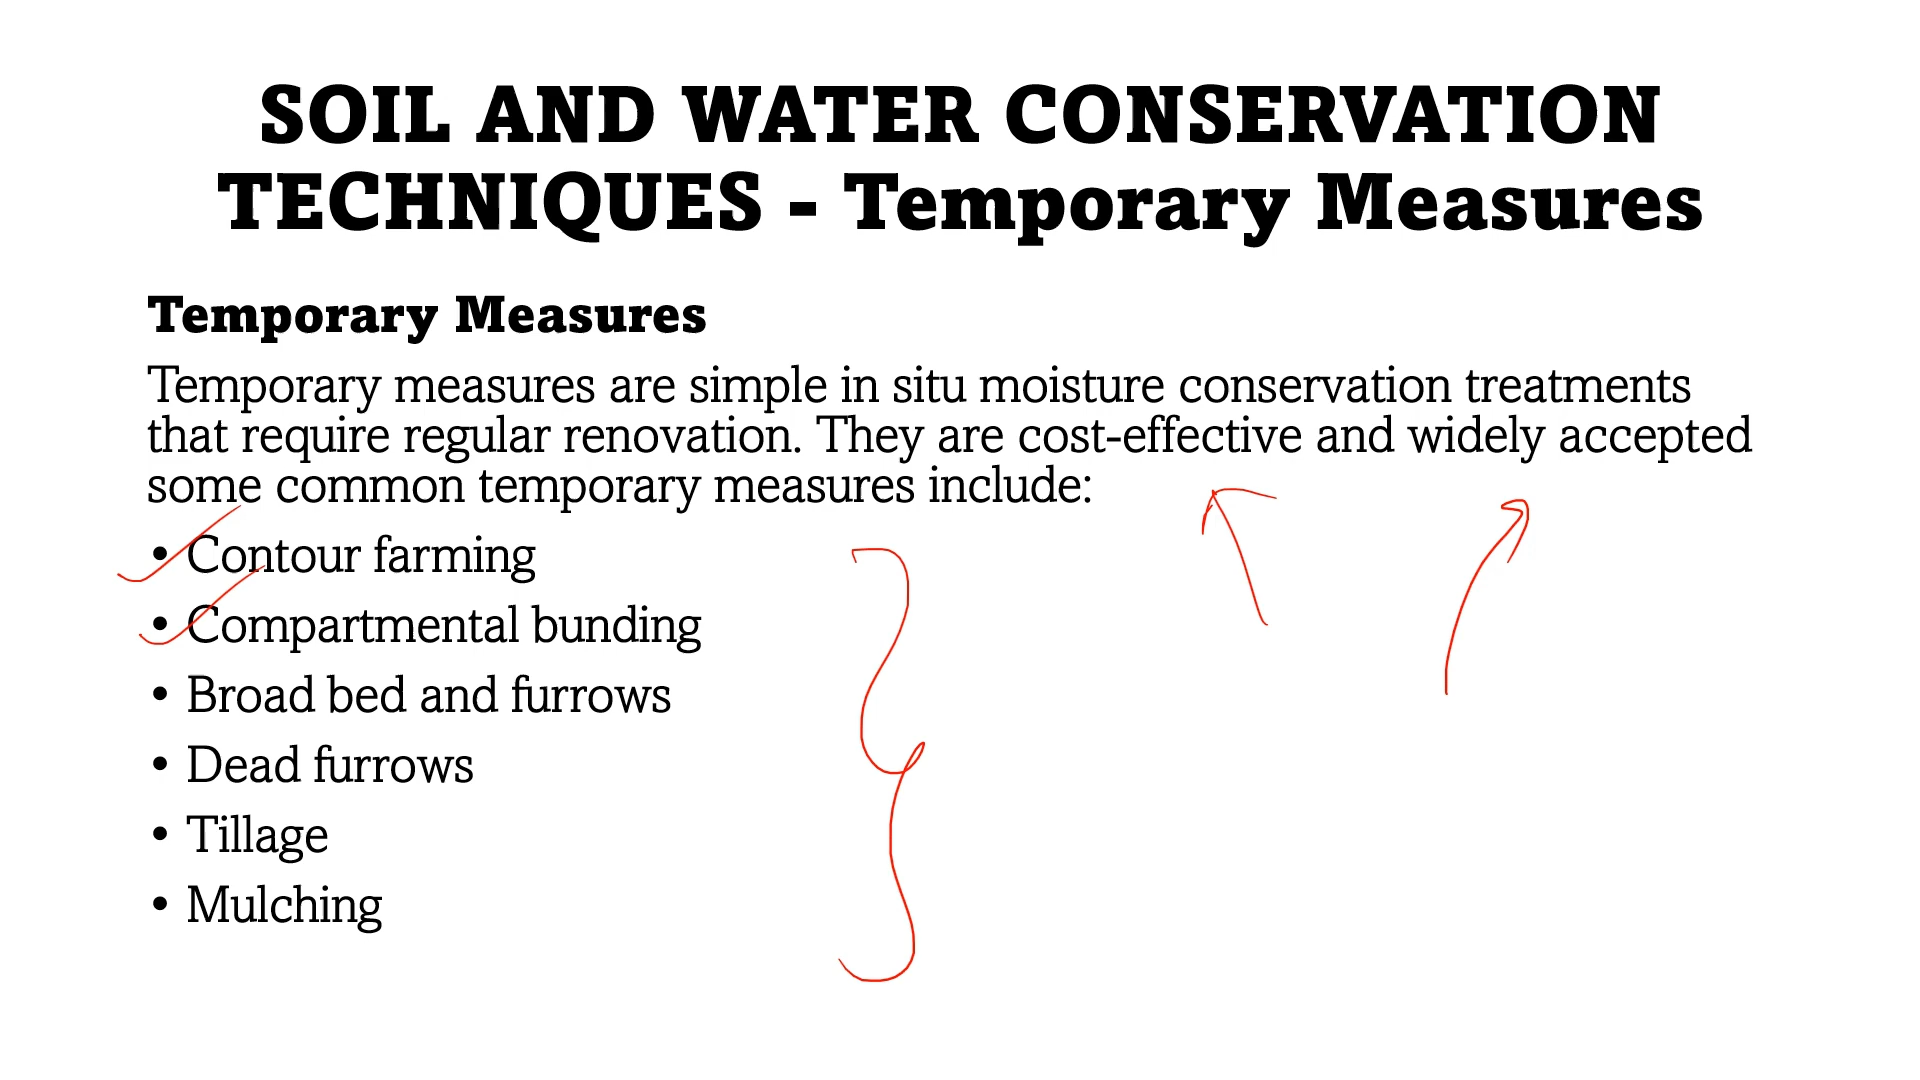 SOIL AND WATER CONSERVATION
TECHNIQUES - Temporary Measures
Temporary Measures
Temporary measures are simple in situ moisture conservation treatments
that require regular renovation. They are cost-effective and widely accepted
some common temporary measures include:
• Contour farming
• Compartmental bunding
• Broad bed and furrows
• Dead furrows
• Tillage
• Mulching